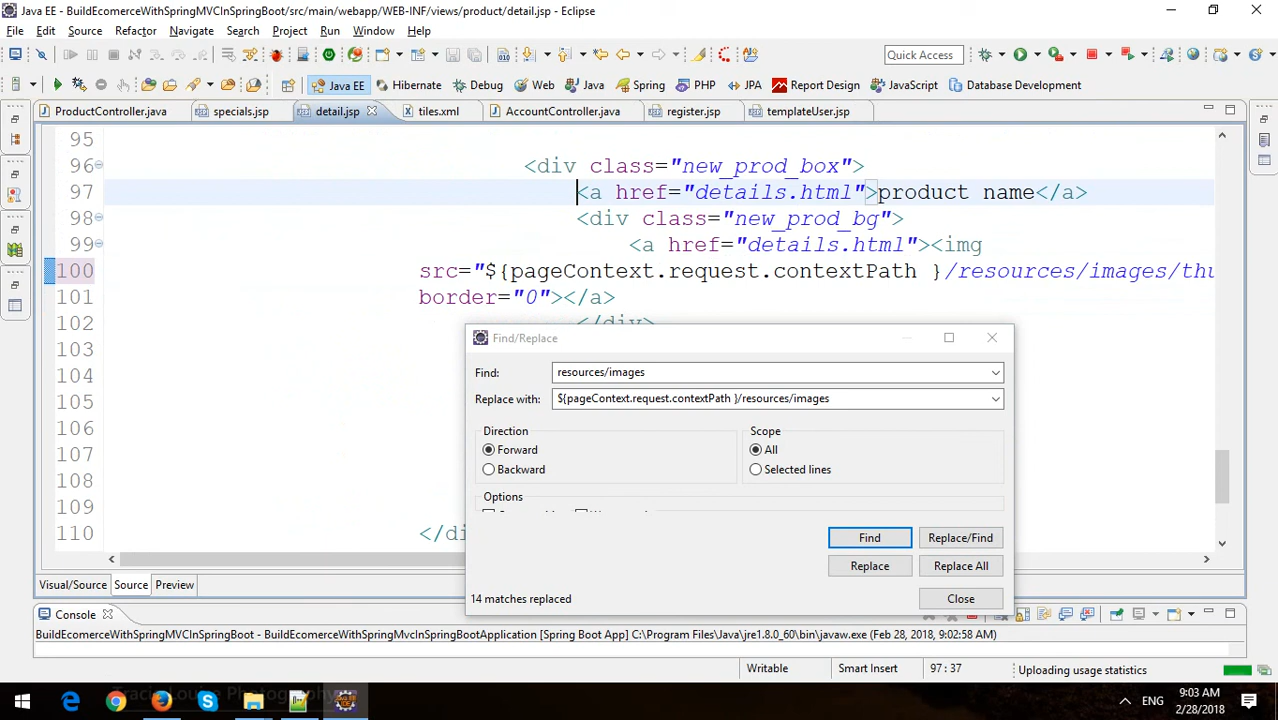 Java EE - BuildEcomerceWithSpringMVCInSpringBoot/src/main/webapp/WEB-INF/views/product/detail.jsp - Eclipse
File Edit Source Refactor Navigate Search Project Run Window Help
Quick Access
Java EE Hibernate Debug Web Java Spring PHP JPA Report Design JavaScript Database Development
ProductController.java specials.jsp detail.jsp tiles.xml AccountController.java register.jsp templateUser.jsp
95
96 <div class="new_prod_box">
97 <a href="details.html">product name</a>
98 <div class="new_prod_bg">
99 <a href="details.html"><img
100 src="${pageContext.request.contextPath }/resources/images/thu
101 border="0"></a>
102 </div>
103
104
105
106
107
108
109
110 </di
Find/Replace
Find: resources/images
Replace with: ${pageContext.request.contextPath }/resources/images
Direction Scope
Forward All
Backward Selected lines
Options
Find Replace/Find
Replace Replace All
14 matches replaced
Close
Visual/Source Source Preview
Console
BuildEcomerceWithSpringMVCInSpringBoot - BuildEcomerceWithSpringMvcInSpringBootApplication [Spring Boot App] C:\Program Files\Java\jre1.8.0_60\bin\javaw.exe (Feb 28, 2018, 9:02:58 AM)
Writable Smart Insert 97 : 37 Uploading usage statistics
Tracie Louise Photography
ENG 9:03 AM
2/28/2018